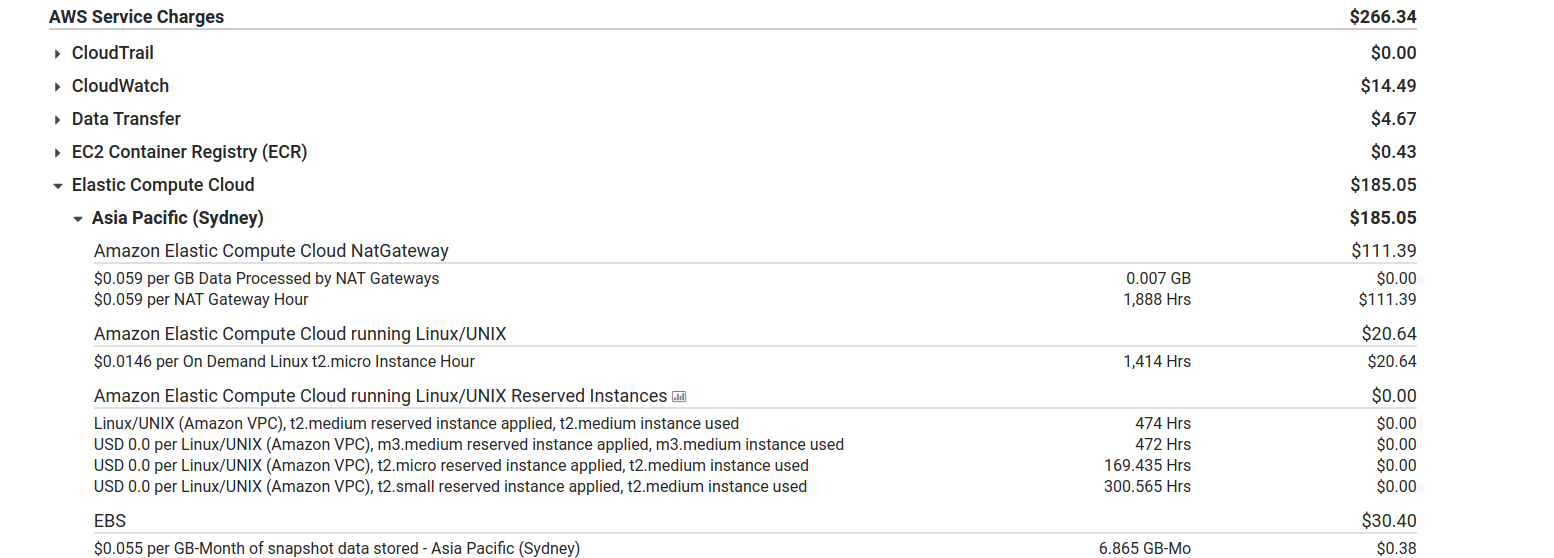 AWS Service Charges $266.34
CloudTrail $0.00
CloudWatch $14.49
Data Transfer $4.67
EC2 Container Registry (ECR) $0.43
Elastic Compute Cloud $185.05
Asia Pacific (Sydney) $185.05
Amazon Elastic Compute Cloud NatGateway $111.39
$0.059 per GB Data Processed by NAT Gateways 0.007 GB $0.00
$0.059 per NAT Gateway Hour 1,888 Hrs $111.39
Amazon Elastic Compute Cloud running Linux/UNIX $20.64
$0.0146 per On Demand Linux t2.micro Instance Hour 1,414 Hrs $20.64
Amazon Elastic Compute Cloud running Linux/UNIX Reserved Instances $0.00
Linux/UNIX (Amazon VPC), t2.medium reserved instance applied, t2.medium instance used 474 Hrs $0.00
USD 0.0 per Linux/UNIX (Amazon VPC), m3.medium reserved instance applied, m3.medium instance used 472 Hrs $0.00
USD 0.0 per Linux/UNIX (Amazon VPC), t2.micro reserved instance applied, t2.medium instance used 169.435 Hrs $0.00
USD 0.0 per Linux/UNIX (Amazon VPC), t2.small reserved instance applied, t2.medium instance used 300.565 Hrs $0.00
EBS $30.40
$0.055 per GB-Month of snapshot data stored - Asia Pacific (Sydney) 6.865 GB-Mo $0.38